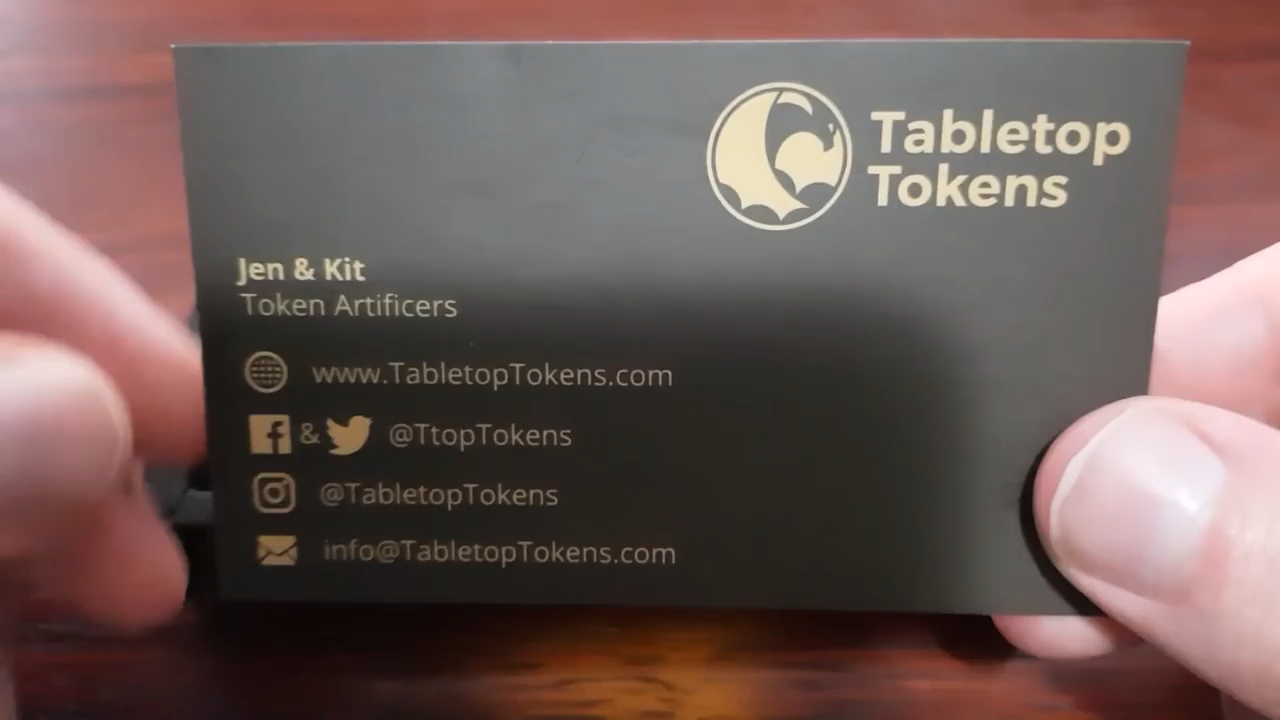 Tabletop
Tokens
Jen & Kit
Token Artificers
www.TabletopTokens.com
& @TtopTokens
@TabletopTokens
info@TabletopTokens.com